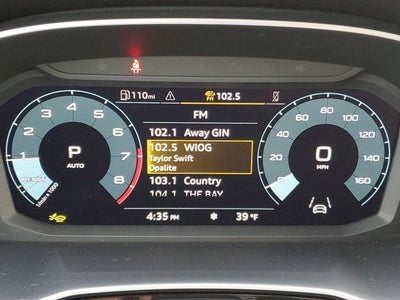 110mi
FM
102.5
FM
102.1 Away GIN
102.5 WIOG
Taylor Swift
Opalite
103.1 Country
104.1 THE BAY
1 2 3 4 5 6 7 8
READY
1/min x 1000
P
AUTO
0
MPH
20 40 60 80 100 120 140 160
4:35 PM
39 °F